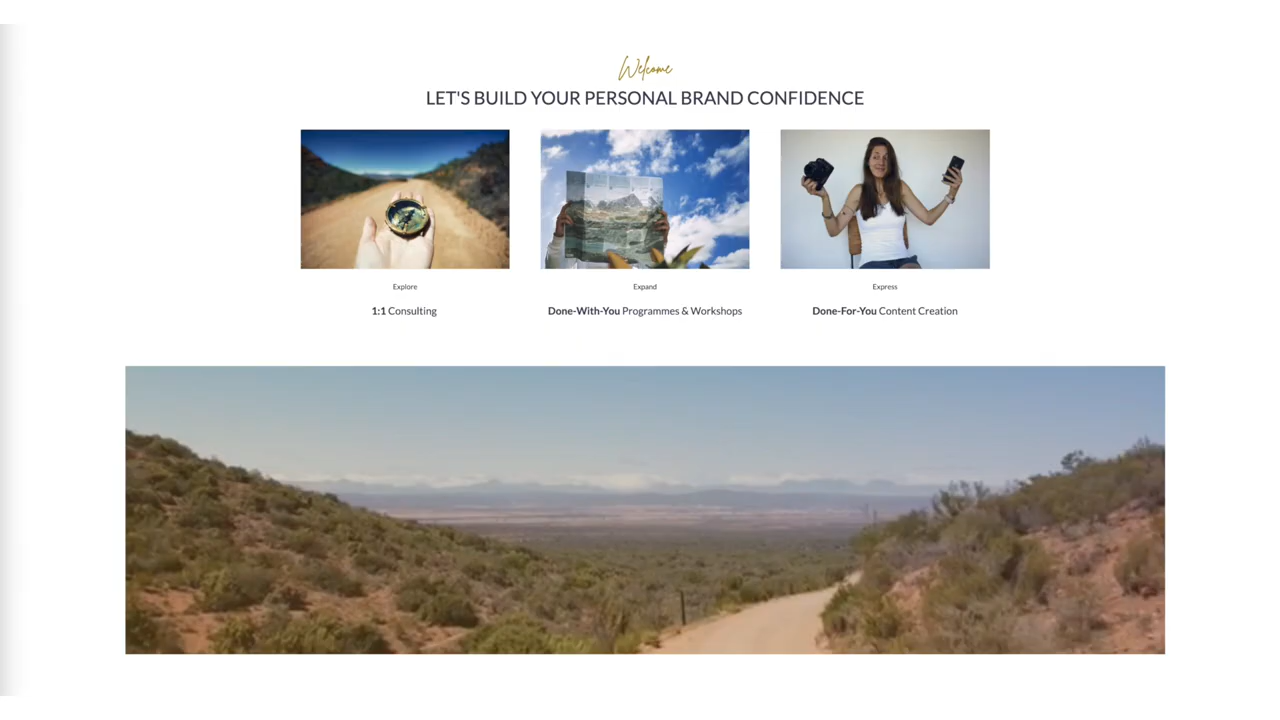 Welcome
LET'S BUILD YOUR PERSONAL BRAND CONFIDENCE
Explore
Expand
Express
1:1 Consulting
Done-With-You Programmes & Workshops
Done-For-You Content Creation